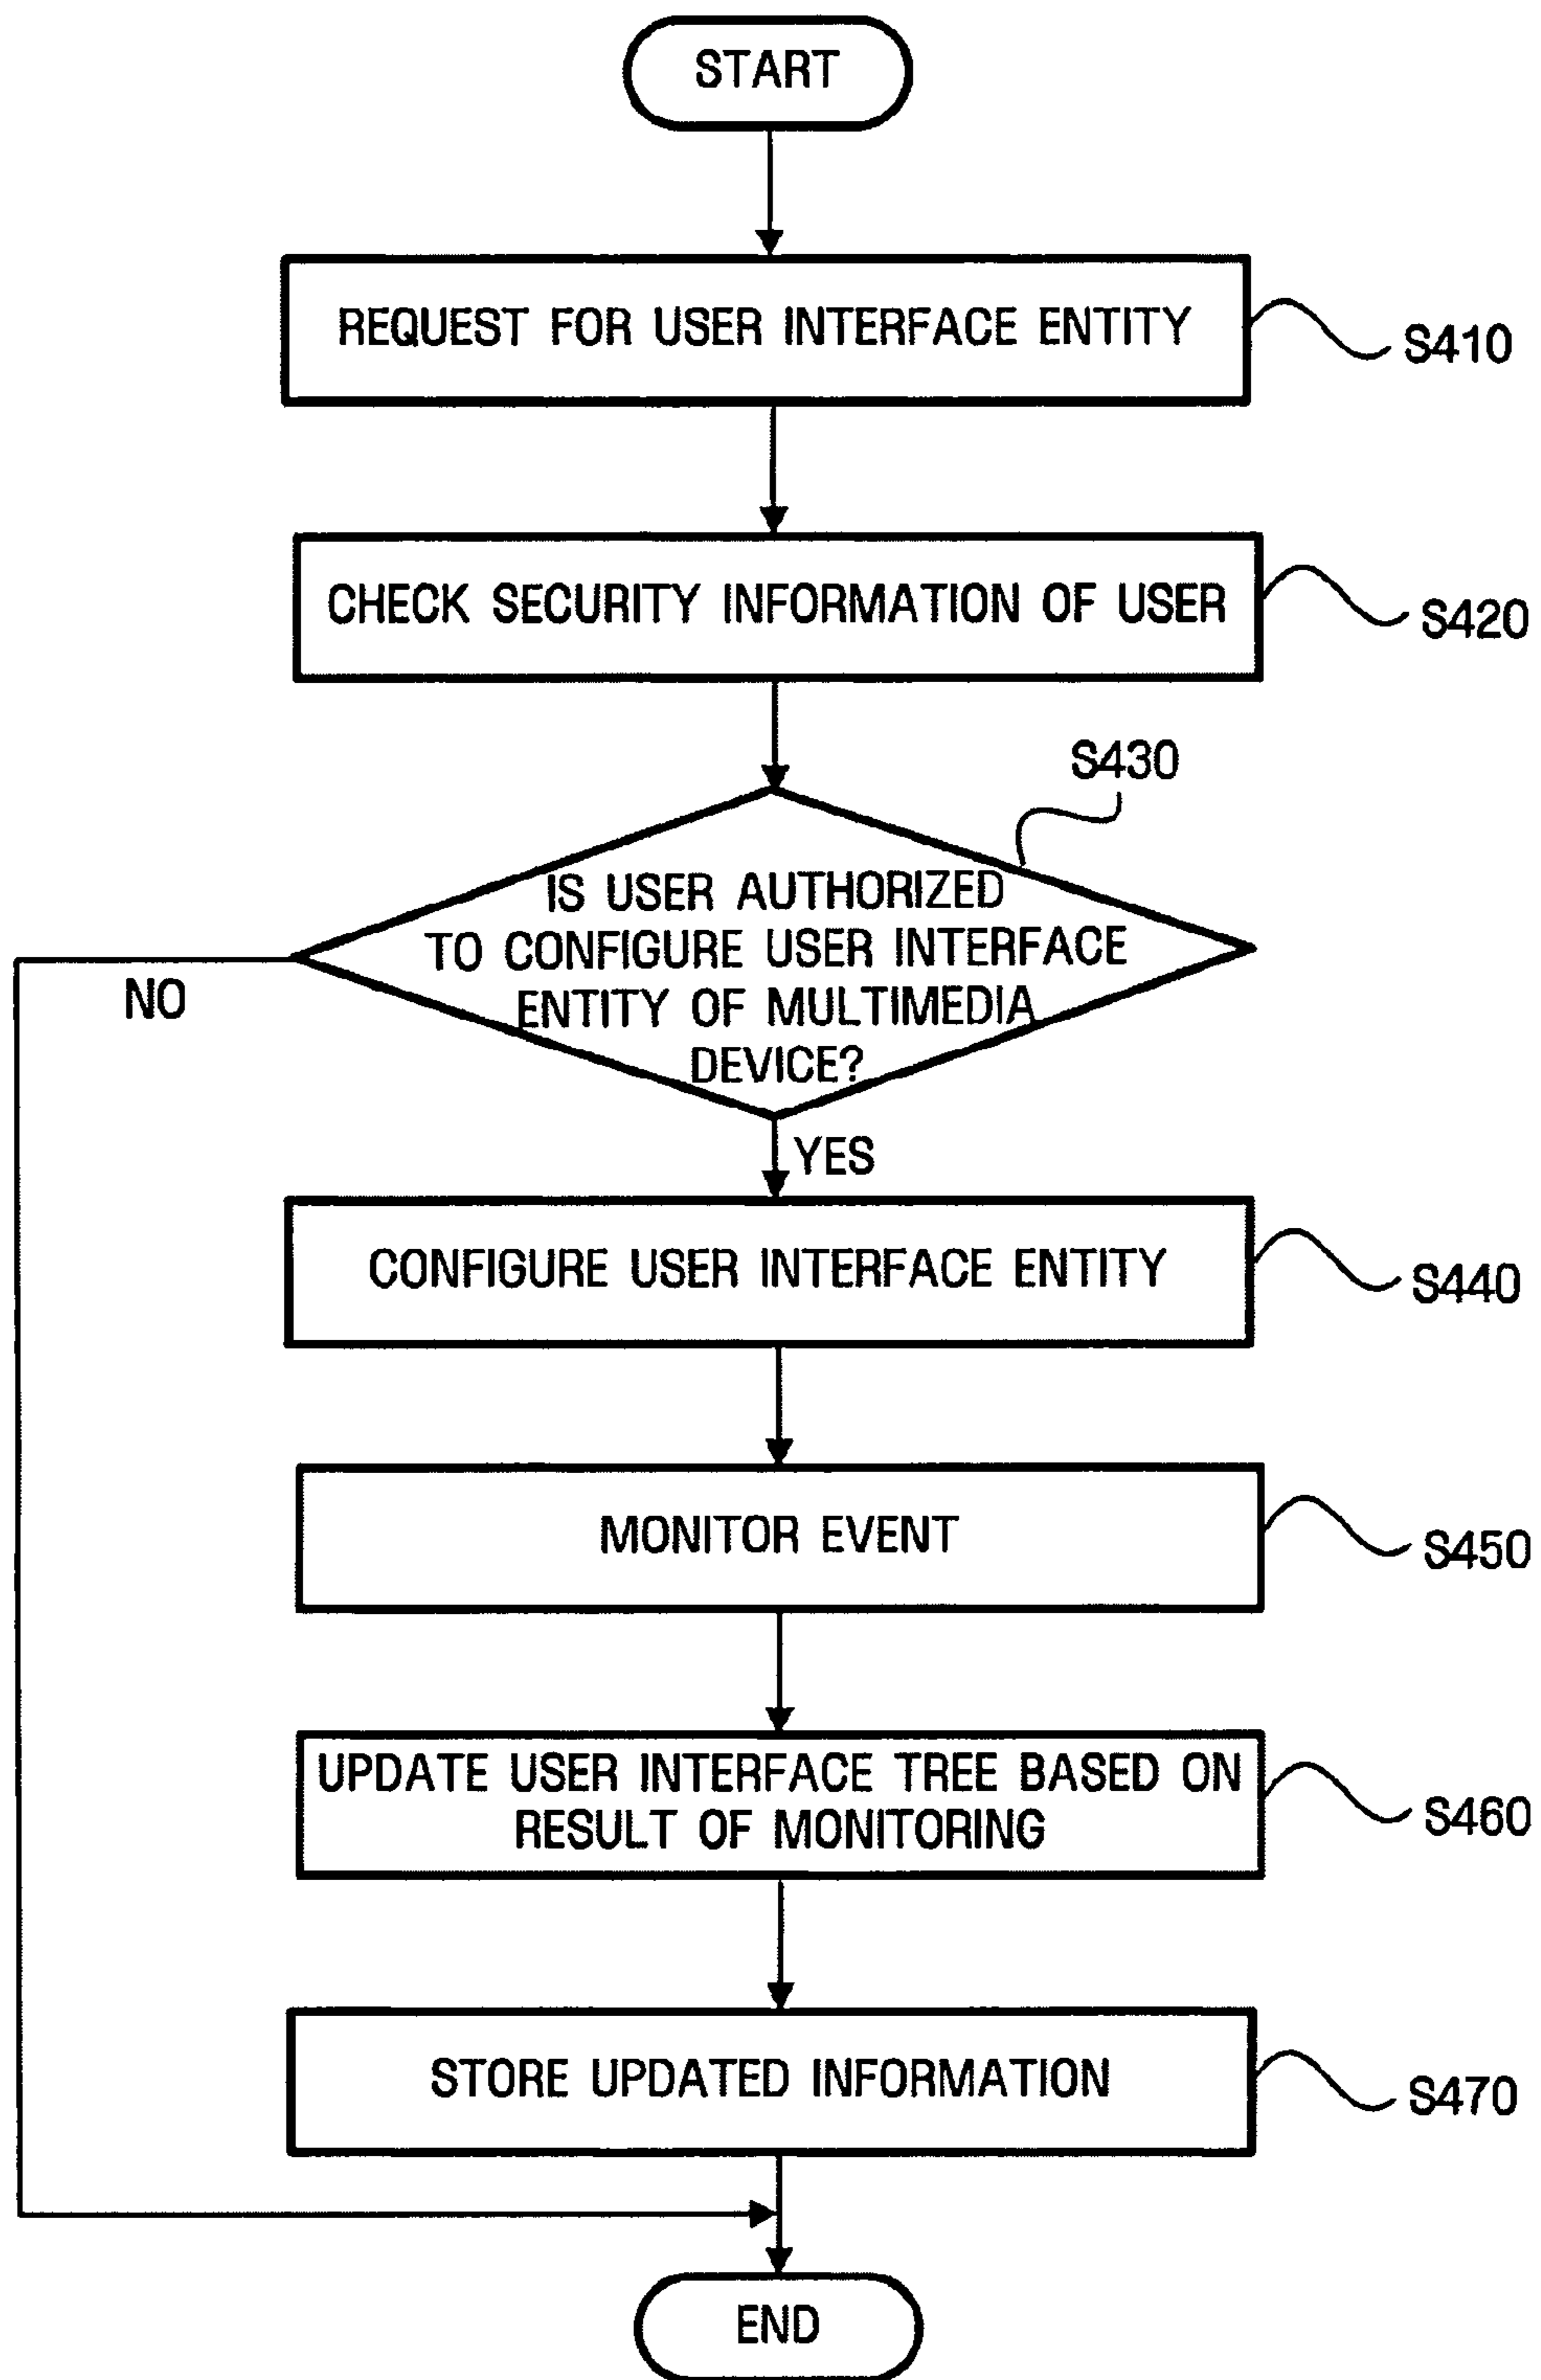 START
REQUEST FOR USER INTERFACE ENTITY
S410
CHECK SECURITY INFORMATION OF USER
S420
S430
IS USER AUTHORIZED
TO CONFIGURE USER INTERFACE
ENTITY OF MULTIMEDIA
DEVICE?
NO
YES
CONFIGURE USER INTERFACE ENTITY
S440
MONITOR EVENT
S450
UPDATE USER INTERFACE TREE BASED ON
RESULT OF MONITORING
S460
STORE UPDATED INFORMATION
S470
END